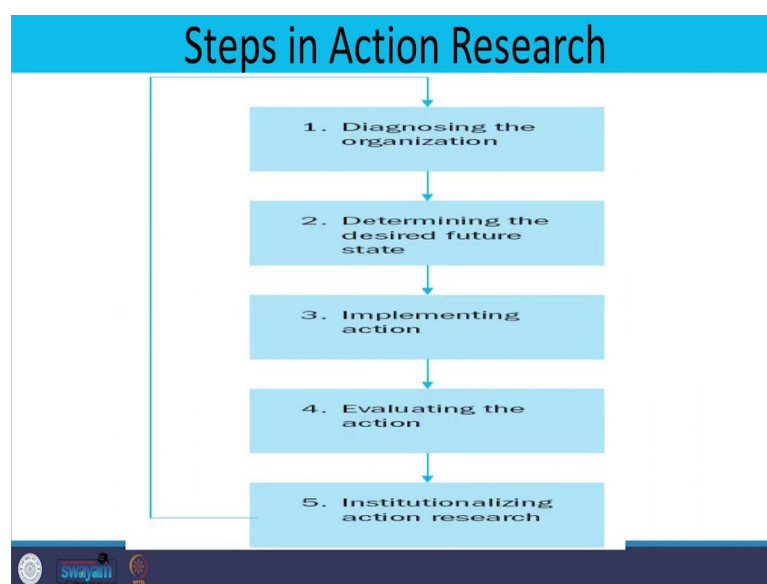 Steps in Action Research
1. Diagnosing the
organization
2. Determining the
desired future
state
3. Implementing
action
4. Evaluating the
action
5. Institutionalizing
action research
swayam